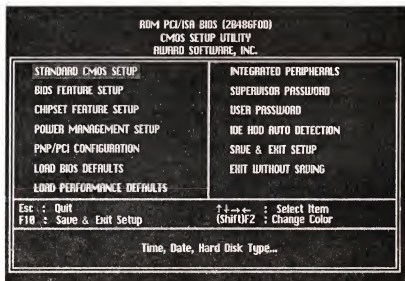 ROM PCI/ISA BIOS (2B4B6F0D)
CMOS SETUP UTILITY
AWARD SOFTWARE, INC.
STANDARD CMOS SETUP
BIOS FEATURE SETUP
CHIPSET FEATURE SETUP
POWER MANAGEMENT SETUP
PNP/PCI CONFIGURATION
LOAD BIOS DEFAULTS
LOAD PERFORMANCE DEFAULTS
INTEGRATED PERIPHERALS
SUPERVISOR PASSWORD
USER PASSWORD
IDE HDD AUTO DETECTION
SAVE & EXIT SETUP
EXIT WITHOUT SAVING
Esc : Quit
F10 : Save & Exit Setup
↑↓→← : Select Item
(Shift)F2 : Change Color
Time, Date, Hard Disk Type...